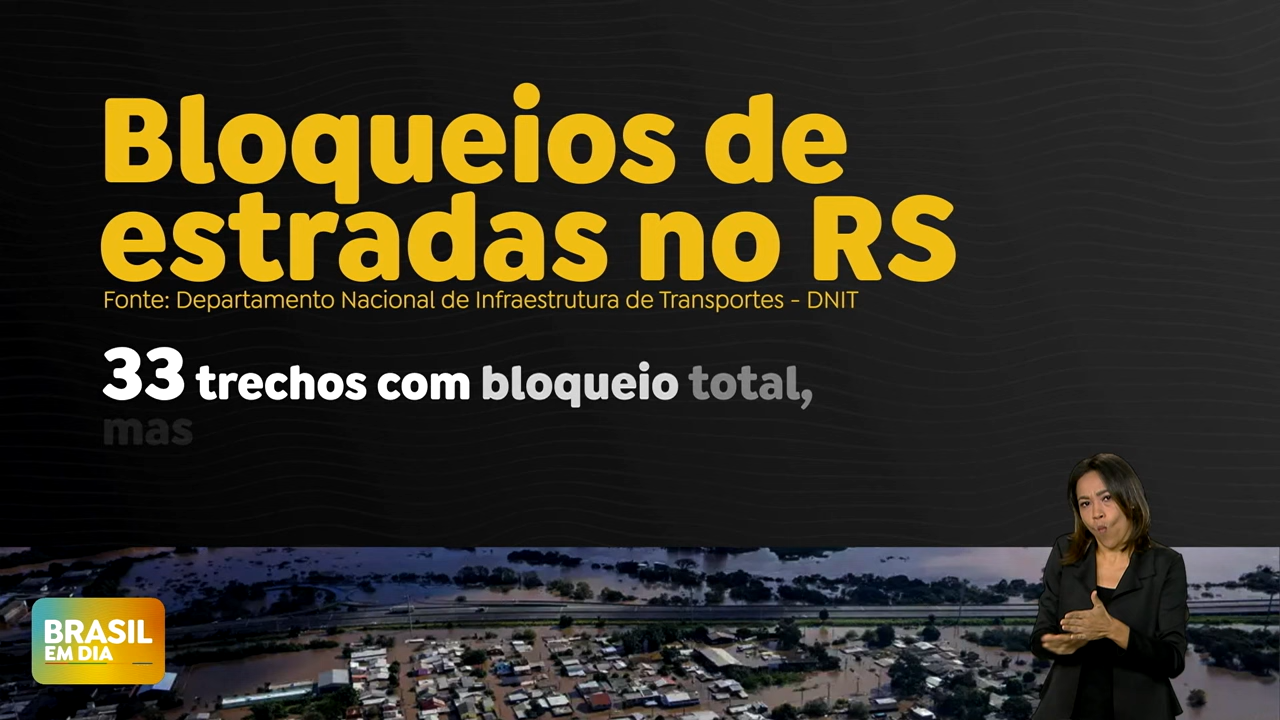 Bloqueios de
estradas no RS
Fonte: Departamento Nacional de Infraestrutura de Transportes - DNIT
33 trechos com bloqueio total,
mas
BRASIL
EM DIA